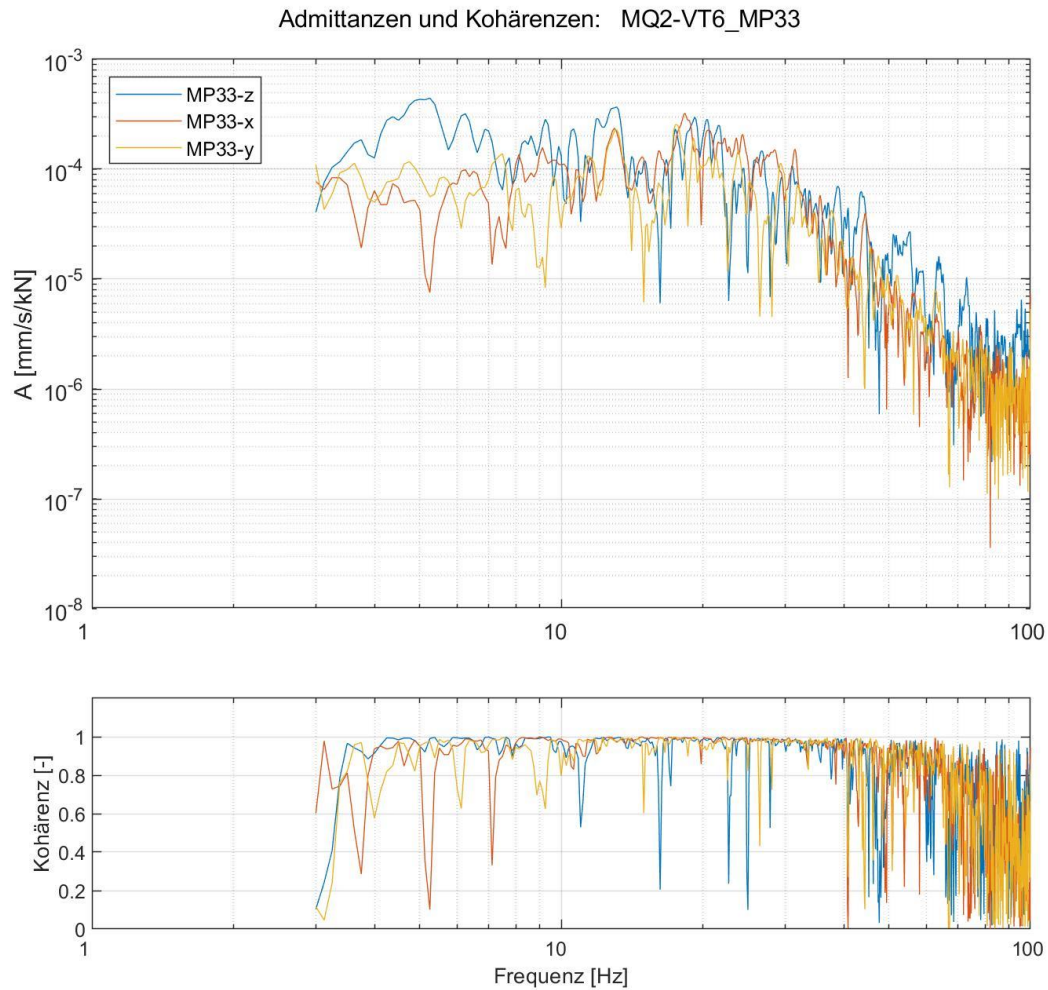 Admittanzen und Kohärenzen: MQ2-VT6_MP33
10-3
MP33-z
MP33-x
MP33-y
10-4
A [mm/s/kN]
10-5
10-6
10-7
10-8
1 10 100
1
0.8
0.6
0.4
0.2
0
Kohärenz [-]
1 10 100
Frequenz [Hz]